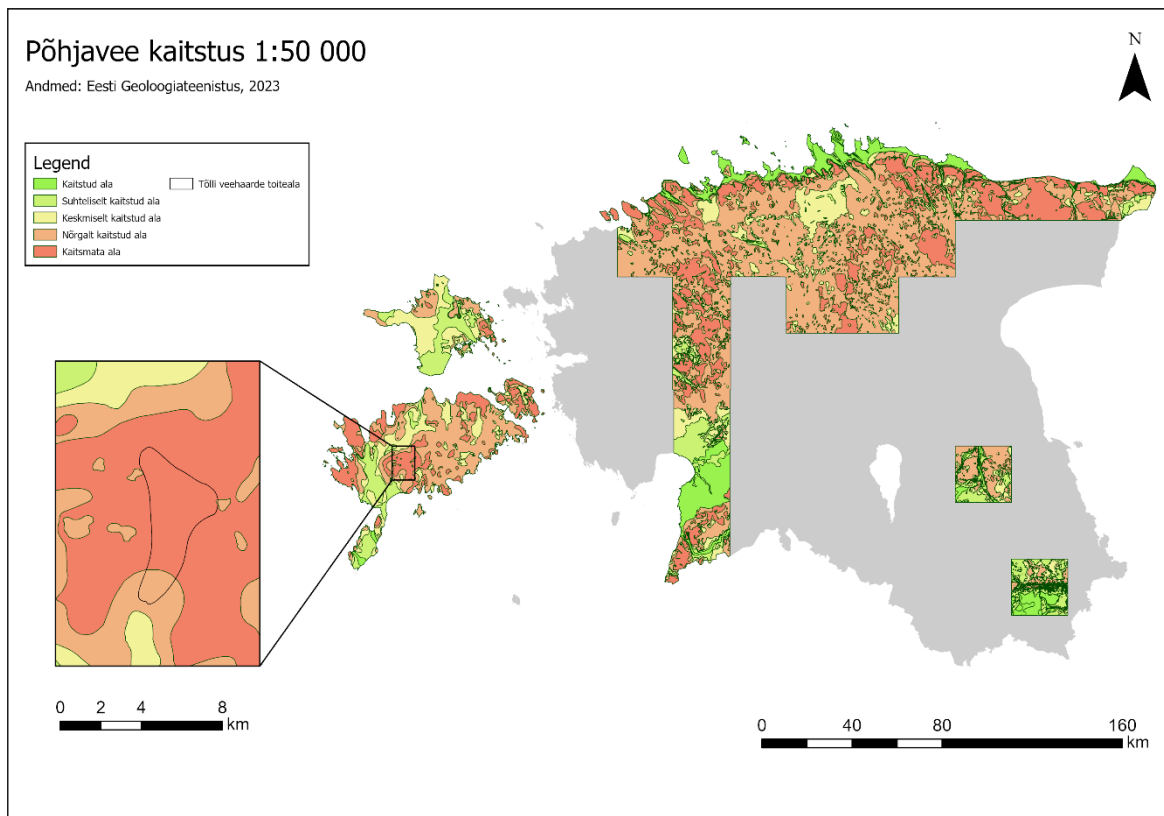 Põhjavee kaitstus 1:50 000
Andmed: Eesti Geoloogiateenistus, 2023
N
Legend
Kaitstud ala
Suhteliselt kaitstud ala
Keskmiselt kaitstud ala
Nõrgalt kaitstud ala
Kaitsmata ala
Tõlli veehaarde toiteala
0 2 4 8
km
0 40 80 160
km